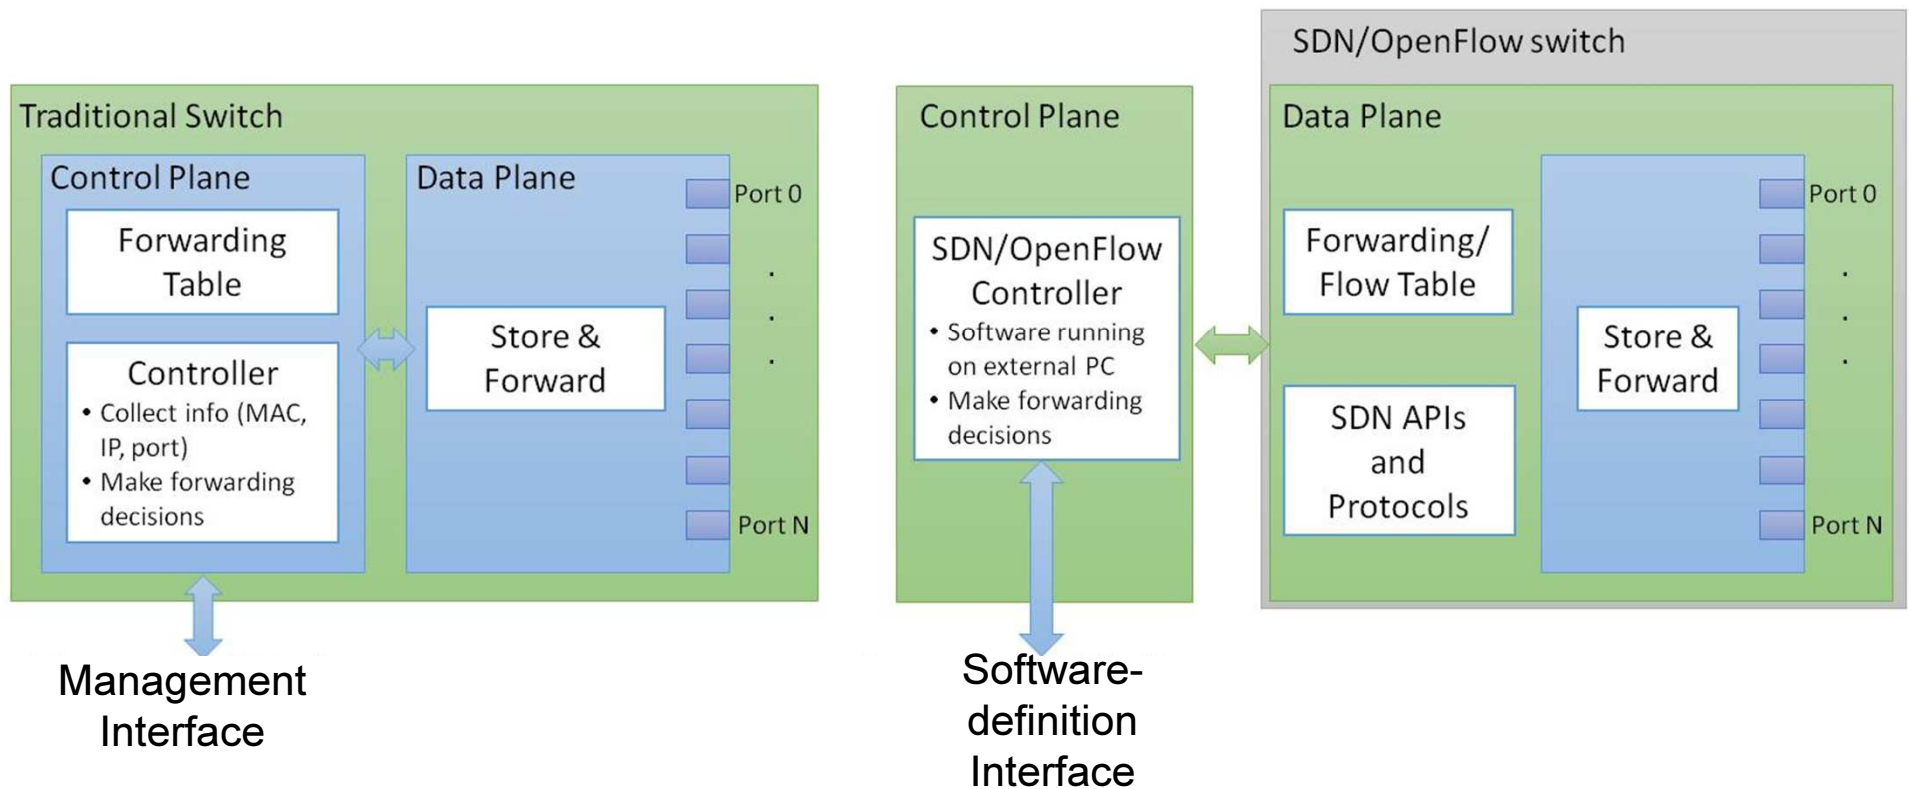 Traditional Switch
Control Plane
Forwarding
Table
Controller
• Collect info (MAC,
IP, port)
• Make forwarding
decisions
Data Plane
Store &
Forward
Port 0
.
.
.
Port N
Management
Interface
Control Plane
SDN/OpenFlow
Controller
• Software running
on external PC
• Make forwarding
decisions
Software-
definition
Interface
SDN/OpenFlow switch
Data Plane
Forwarding/
Flow Table
SDN APIs
and
Protocols
Store &
Forward
Port 0
.
.
.
Port N